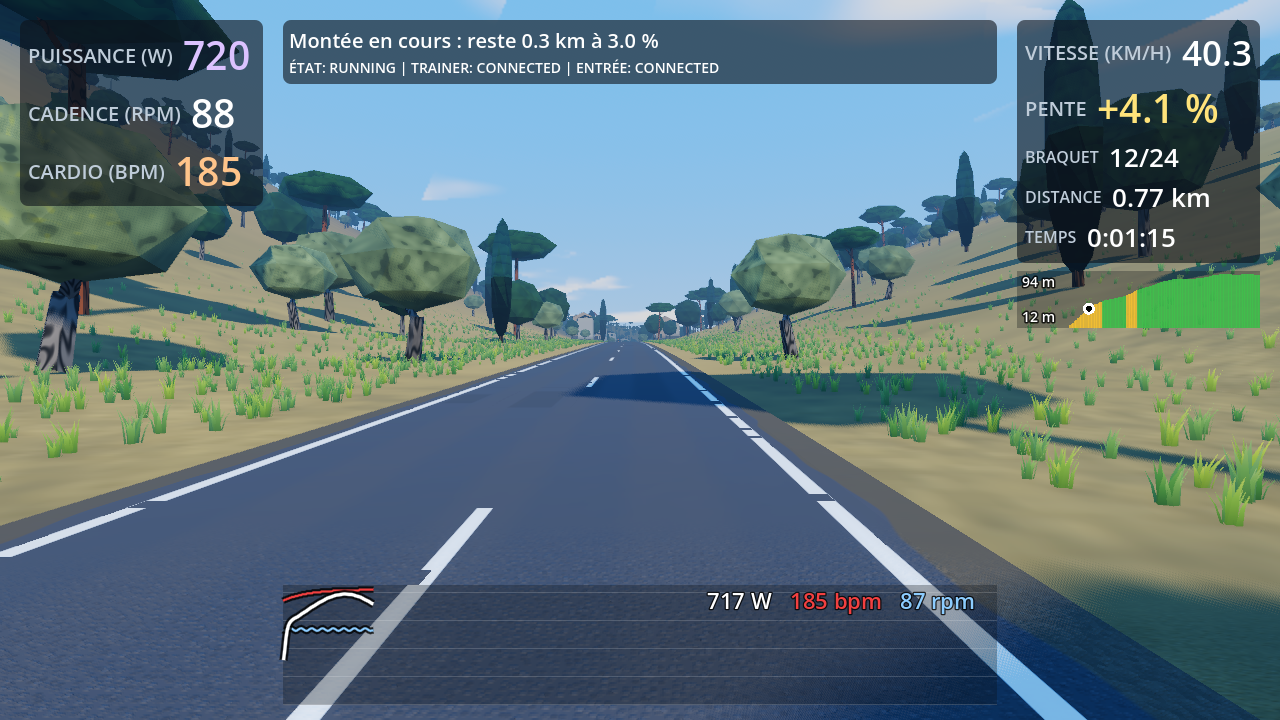 PUISSANCE (W) 720
CADENCE (RPM) 88
CARDIO (BPM) 185
Montée en cours : reste 0.3 km à 3.0 %
ÉTAT: RUNNING | TRAINER: CONNECTED | ENTRÉE: CONNECTED
VITESSE (KM/H) 40.3
PENTE +4.1 %
BRAQUET 12/24
DISTANCE 0.77 km
TEMPS 0:01:15
94 m
12 m
717 W 185 bpm 87 rpm